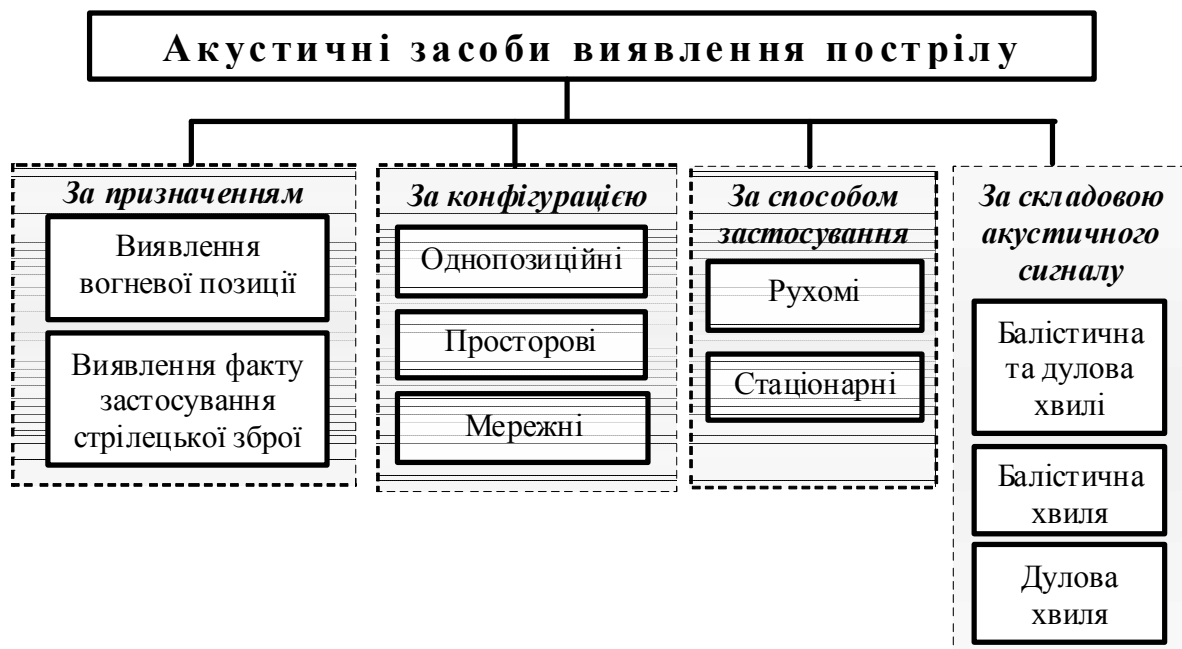 Акустичні засоби виявлення пострілу
За призначенням
Виявлення
вогневої позиції
Виявлення факту
застосування
стрілецької зброї
За конфігурацією
Однопозиційні
Просторові
Мережні
За способом
застосування
Рухомі
Стаціонарні
За складовою
акустичного
сигналу
Балістична
та дулова
хвилі
Балістична
хвиля
Дулова
хвиля